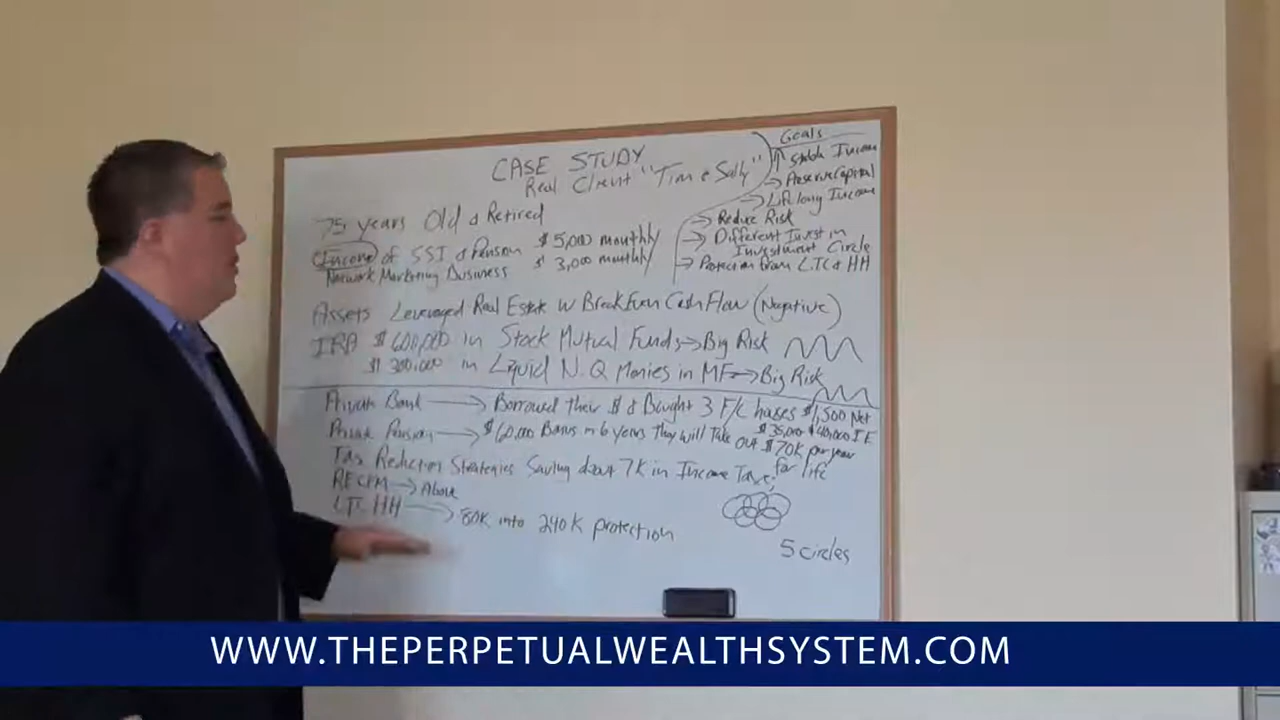 CASE STUDY
Real Client "Tim & Sally"
75 years Old & Retired
Income of SSI & Pension $5,000 monthly
Network Marketing Business $3,000 monthly
Goals
↑ Stable Income
→ Preserve Capital
→ Lifelong Income
→ Reduce Risk
→ Different Invest in
Investment Circle
→ Protection from LTC & HH
Assets Leveraged Real Estate w Break Even Cash Flow (Negative)
IRA $600,000 in Stock Mutual Funds → Big Risk
$300,000 in Liquid N.Q Monies in MF → Big Risk
Private Bank → Borrowed their $ & Bought 3 F/C houses $1,500 Net
$35,000 $40,000 IE
Private Pension → $60,000 Bonus in 6 years They will Take out $70K per year
for life
Tax Reduction Strategies Saving about 7K in Income Taxes
RECFM → Above
LTC HH → 80K into 240K protection
5 circles
WWW.THEPERPETUALWEALTHSYSTEM.COM